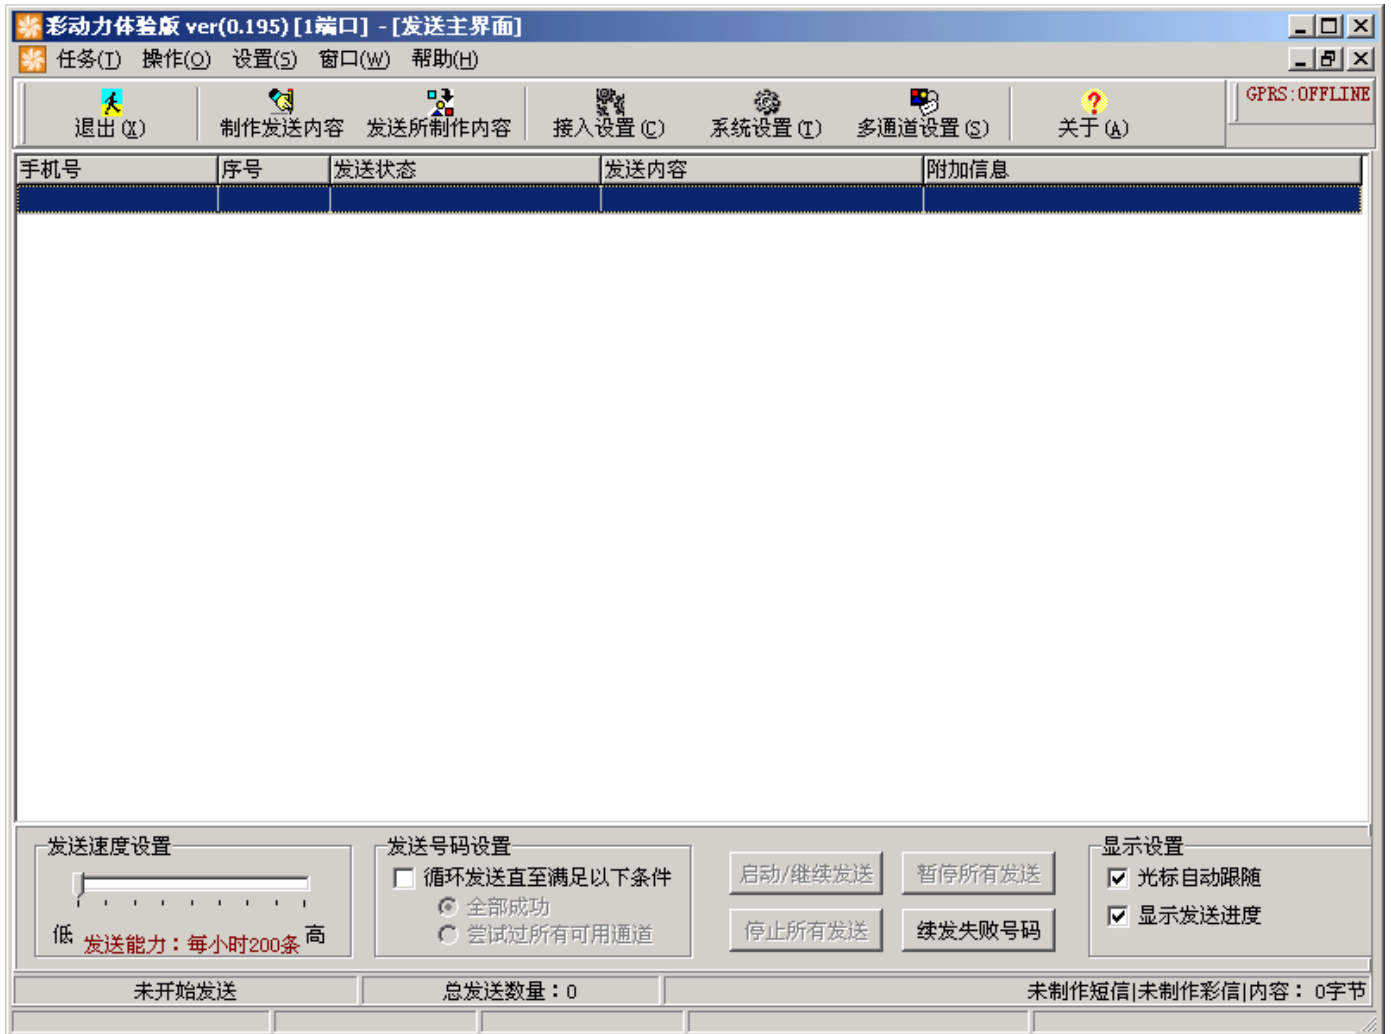 彩动力体验版 ver(0.195) [1端口] - [发送主界面]
任务(T) 操作(O) 设置(S) 窗口(W) 帮助(H)
退出(X) 制作发送内容 发送所制作内容 接入设置(C) 系统设置(T) 多通道设置(S) 关于(A) GPRS:OFFLINE
手机号 序号 发送状态 发送内容 附加信息
发送速度设置 发送号码设置 显示设置
循环发送直至满足以下条件 启动/继续发送 暂停所有发送 光标自动跟随
全部成功
低 发送能力：每小时200条 高 尝试过所有可用通道 停止所有发送 续发失败号码 显示发送进度
未开始发送 总发送数量：0 未制作短信|未制作彩信|内容： 0字节